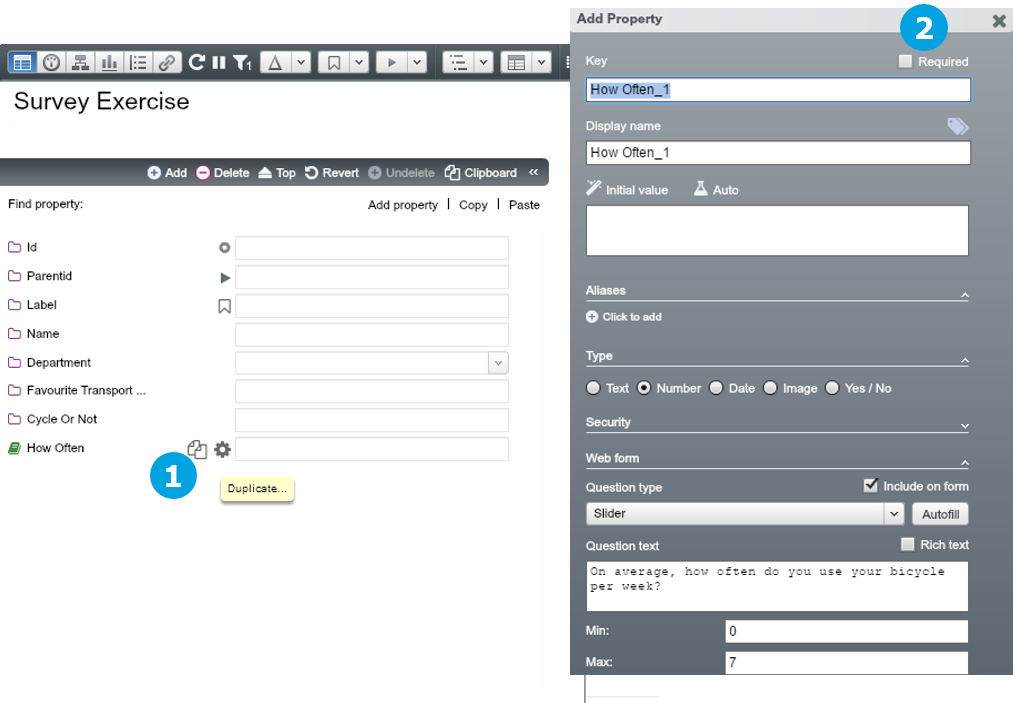 Survey Exercise
Add Delete Top Revert Undelete Clipboard «
Find property: Add property | Copy | Paste
Id
Parentid
Label
Name
Department
Favourite Transport ...
Cycle Or Not
How Often
1
Duplicate...
Add Property
2
Key Required
How Often_1
Display name
How Often_1
Initial value Auto
Aliases
Click to add
Type
Text Number Date Image Yes / No
Security
Web form
Question type Include on form
Slider Autofill
Question text Rich text
On average, how often do you use your bicycle
per week?
Min: 0
Max: 7